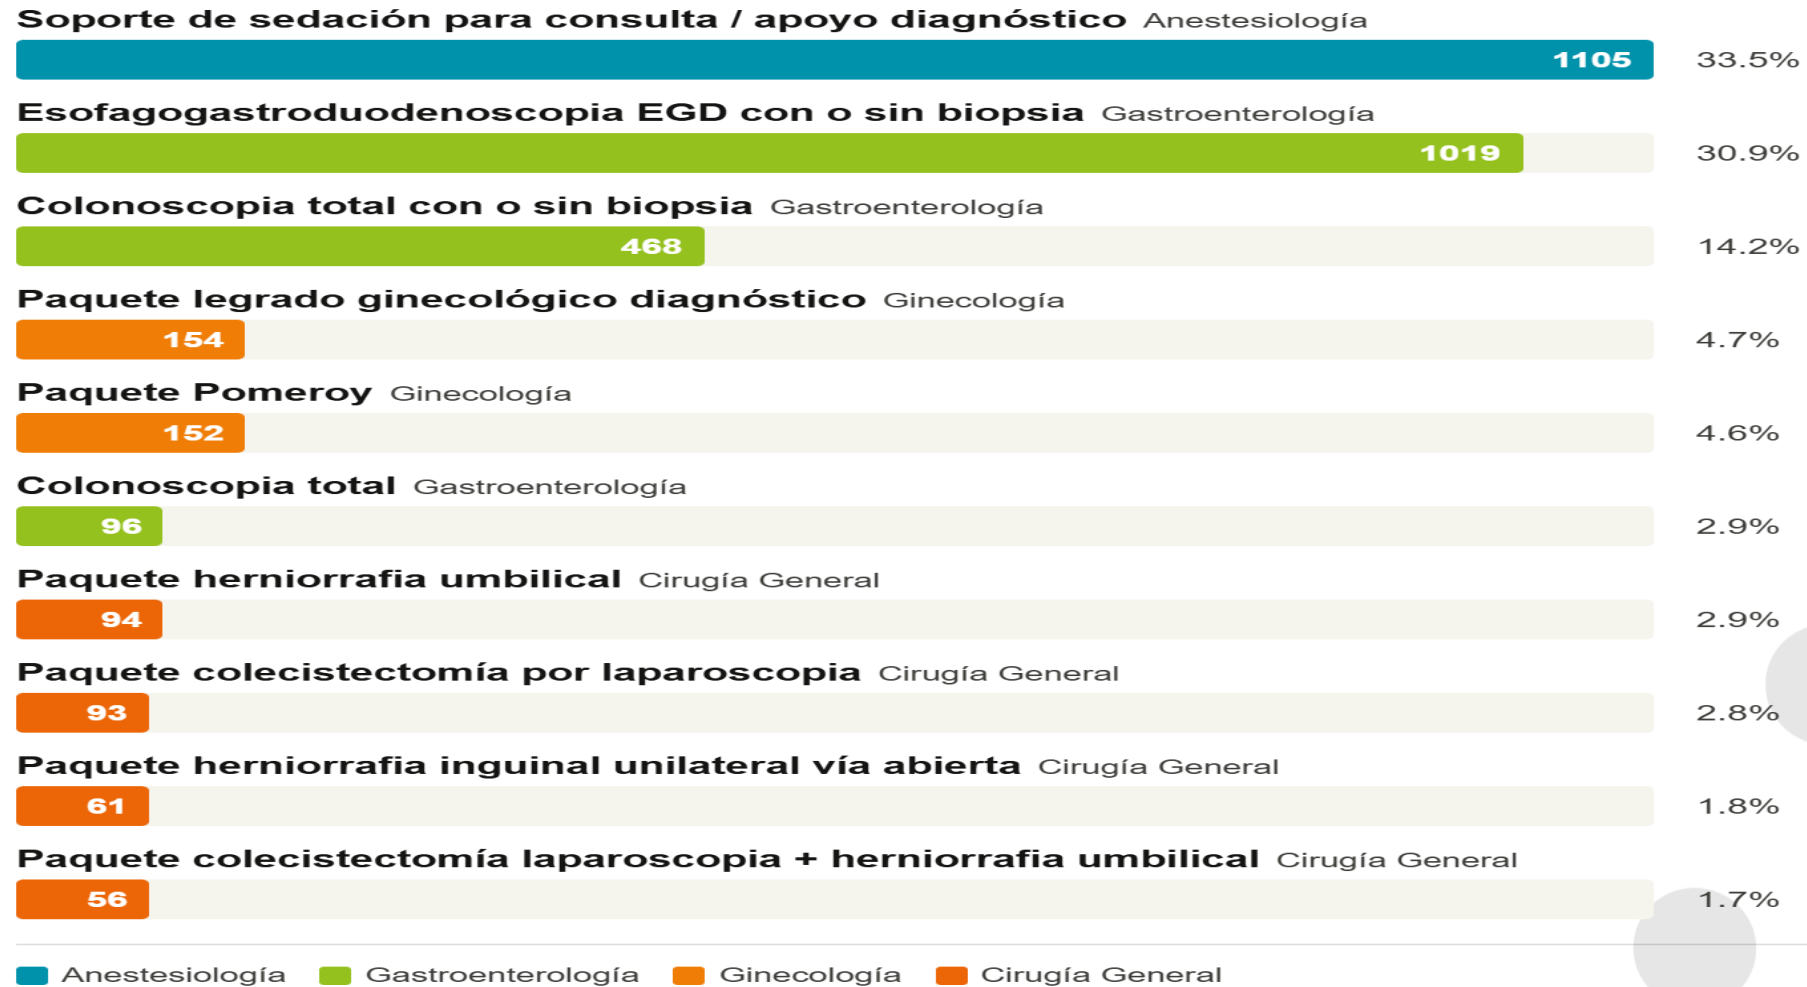 Soporte de sedación para consulta / apoyo diagnóstico Anestesiología
1105 33.5%
Esofagogastroduodenoscopia EGD con o sin biopsia Gastroenterología
1019 30.9%
Colonoscopia total con o sin biopsia Gastroenterología
468 14.2%
Paquete legrado ginecológico diagnóstico Ginecología
154 4.7%
Paquete Pomeroy Ginecología
152 4.6%
Colonoscopia total Gastroenterología
96 2.9%
Paquete herniorrafia umbilical Cirugía General
94 2.9%
Paquete colecistectomía por laparoscopia Cirugía General
93 2.8%
Paquete herniorrafia inguinal unilateral vía abierta Cirugía General
61 1.8%
Paquete colecistectomía laparoscopia + herniorrafia umbilical Cirugía General
56 1.7%
Anestesiología Gastroenterología Ginecología Cirugía General